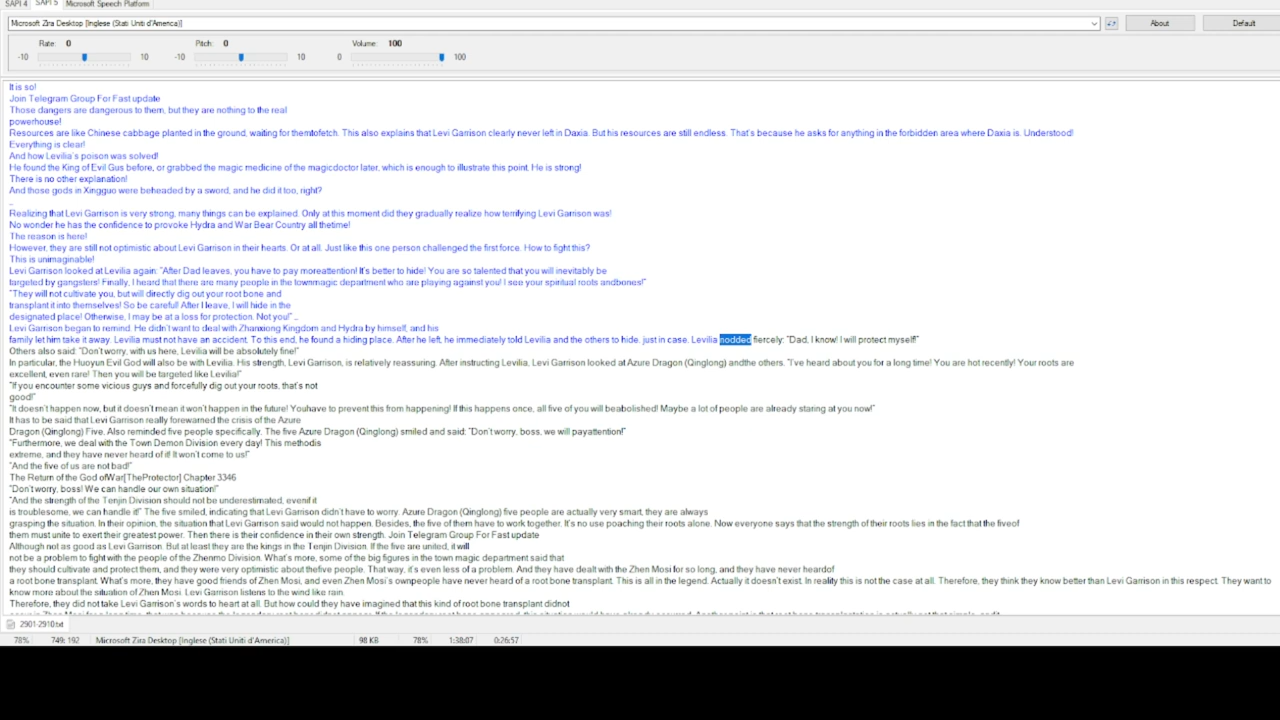 SAPI 4 SAPI 5 Microsoft Speech Platform
Microsoft Zira Desktop [Inglese (Stati Uniti d'America)]
About
Default
Rate: 0
Pitch: 0
Volume: 100
-10 10 -10 10 0 100
It is so!
Join Telegram Group For Fast update
Those dangers are dangerous to them, but they are nothing to the real
powerhouse!
Resources are like Chinese cabbage planted in the ground, waiting for themtofetch. This also explains that Levi Garrison clearly never left in Daxia. But his resources are still endless. That's because he asks for anything in the forbidden area where Daxia is. Understood!
Everything is clear!
And how Levilia's poison was solved!
He found the King of Evil Gus before, or grabbed the magic medicine of the magicdoctor later, which is enough to illustrate this point. He is strong!
There is no other explanation!
And those gods in Xingguo were beheaded by a sword, and he did it too, right?
..
Realizing that Levi Garrison is very strong, many things can be explained. Only at this moment did they gradually realize how terrifying Levi Garrison was!
No wonder he has the confidence to provoke Hydra and War Bear Country all thetime!
The reason is here!
However, they are still not optimistic about Levi Garrison in their hearts. Or at all. Just like this one person challenged the first force. How to fight this?
This is unimaginable!
Levi Garrison looked at Levilia again: "After Dad leaves, you have to pay moreattention! It's better to hide! You are so talented that you will inevitably be
targeted by gangsters! Finally, I heard that there are many people in the townmagic department who are playing against you! I see your spiritual roots andbones!"
"They will not cultivate you, but will directly dig out your root bone and
transplant it into themselves! So be careful! After I leave, I will hide in the
designated place! Otherwise, I may be at a loss for protection. Not you!" ..
Levi Garrison began to remind. He didn't want to deal with Zhanxiong Kingdom and Hydra by himself, and his
family let him take it away. Levilia must not have an accident. To this end, he found a hiding place. After he left, he immediately told Levilia and the others to hide, just in case. Levilia nodded fiercely: "Dad, I know! I will protect myself!"
Others also said: "Don't worry, with us here, Levilia will be absolutely fine!"
In particular, the Huoyun Evil God will also be with Levilia. His strength, Levi Garrison, is relatively reassuring. After instructing Levilia, Levi Garrison looked at Azure Dragon (Qinglong) andthe others. "I've heard about you for a long time! You are hot recently! Your roots are
excellent, even rare! Then you will be targeted like Levilia!"
"If you encounter some vicious guys and forcefully dig out your roots, that's not
good!"
"It doesn't happen now, but it doesn't mean it won't happen in the future! Youhave to prevent this from happening! If this happens once, all five of you will beabolished! Maybe a lot of people are already staring at you now!"
It has to be said that Levi Garrison really forewarned the crisis of the Azure
Dragon (Qinglong) Five. Also reminded five people specifically. The five Azure Dragon (Qinglong) smiled and said: "Don't worry, boss, we will payattention!"
"Furthermore, we deal with the Town Demon Division every day! This methodis
extreme, and they have never heard of it! It won't come to us!"
"And the five of us are not bad!"
The Return of the God ofWar[TheProtector] Chapter 3346
"Don't worry, boss! We can handle our own situation!"
"And the strength of the Tenjin Division should not be underestimated, evenif it
is troublesome, we can handle it!" The five smiled, indicating that Levi Garrison didn't have to worry. Azure Dragon (Qinglong) five people are actually very smart, they are always
grasping the situation. In their opinion, the situation that Levi Garrison said would not happen. Besides, the five of them have to work together. It's no use poaching their roots alone. Now everyone says that the strength of their roots lies in the fact that the fiveof
them must unite to exert their greatest power. Then there is their confidence in their own strength. Join Telegram Group For Fast update
Although not as good as Levi Garrison. But at least they are the kings in the Tenjin Division. If the five are united, it will
not be a problem to fight with the people of the Zhenmo Division. What's more, some of the big figures in the town magic department said that
they should cultivate and protect them, and they were very optimistic about thefive people. That way, it's even less of a problem. And they have dealt with the Zhen Mosi for so long, and they have never heardof
a root bone transplant. What's more, they have good friends of Zhen Mosi, and even Zhen Mosi's ownpeople have never heard of a root bone transplant. This is all in the legend. Actually it doesn't exist. In reality this is not the case at all. Therefore, they think they know better than Levi Garrison in this respect. They want to
know more about the situation of Zhen Mosi. Levi Garrison listens to the wind like rain.
Therefore, they did not take Levi Garrison's words to heart at all. But how could they have imagined that this kind of root bone transplant didnot
2901-2910.txt
78% 749: 192 Microsoft Zira Desktop [Inglese (Stati Uniti d'America)] 98 KB 78% 1:38:07 0:26:57